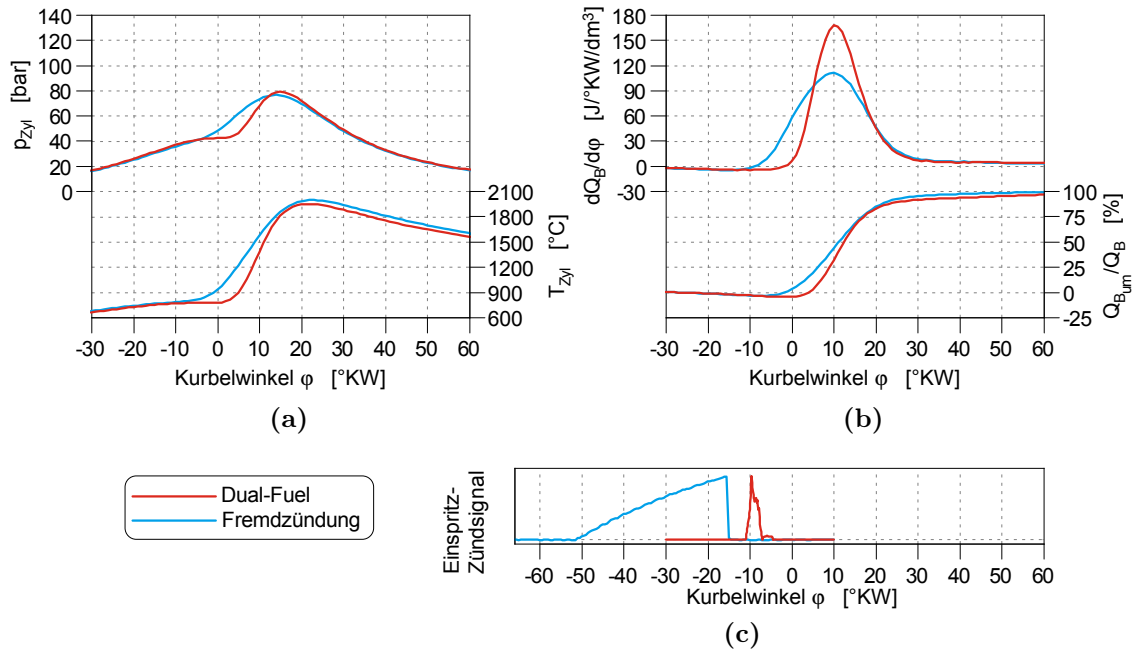 140
120
100
80
60
40
20
0
p_Zyl [bar]
2100
1800
1500
1200
900
600
T_Zyl [°C]
-30 -20 -10 0 10 20 30 40 50 60
Kurbelwinkel φ [°KW]
(a)
180
150
120
90
60
30
0
-30
dQ_B/dφ [J/°KW/dm³]
100
75
50
25
0
-25
Q_B_um/Q_B [%]
-30 -20 -10 0 10 20 30 40 50 60
Kurbelwinkel φ [°KW]
(b)
Dual-Fuel
Fremdzündung
Einspritz-
Zündsignal
-60 -50 -40 -30 -20 -10 0 10 20 30 40 50 60
Kurbelwinkel φ [°KW]
(c)